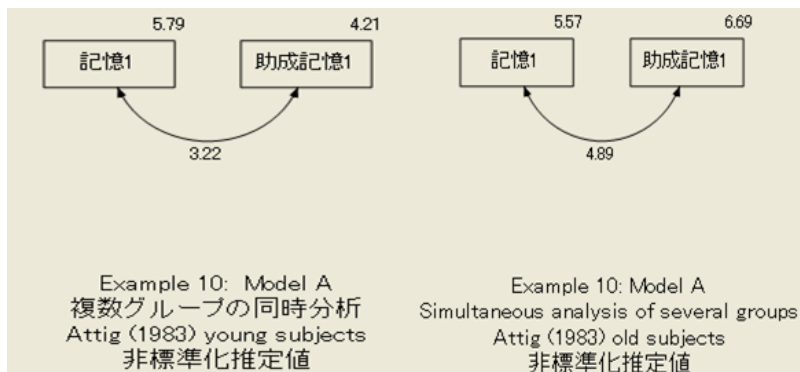 5.79
4.21
記憶1
助成記憶1
3.22
Example 10: Model A
複数グループの同時分析
Attig (1983) young subjects
非標準化推定値
5.57
6.69
記憶1
助成記憶1
4.89
Example 10: Model A
Simultaneous analysis of several groups
Attig (1983) old subjects
非標準化推定値